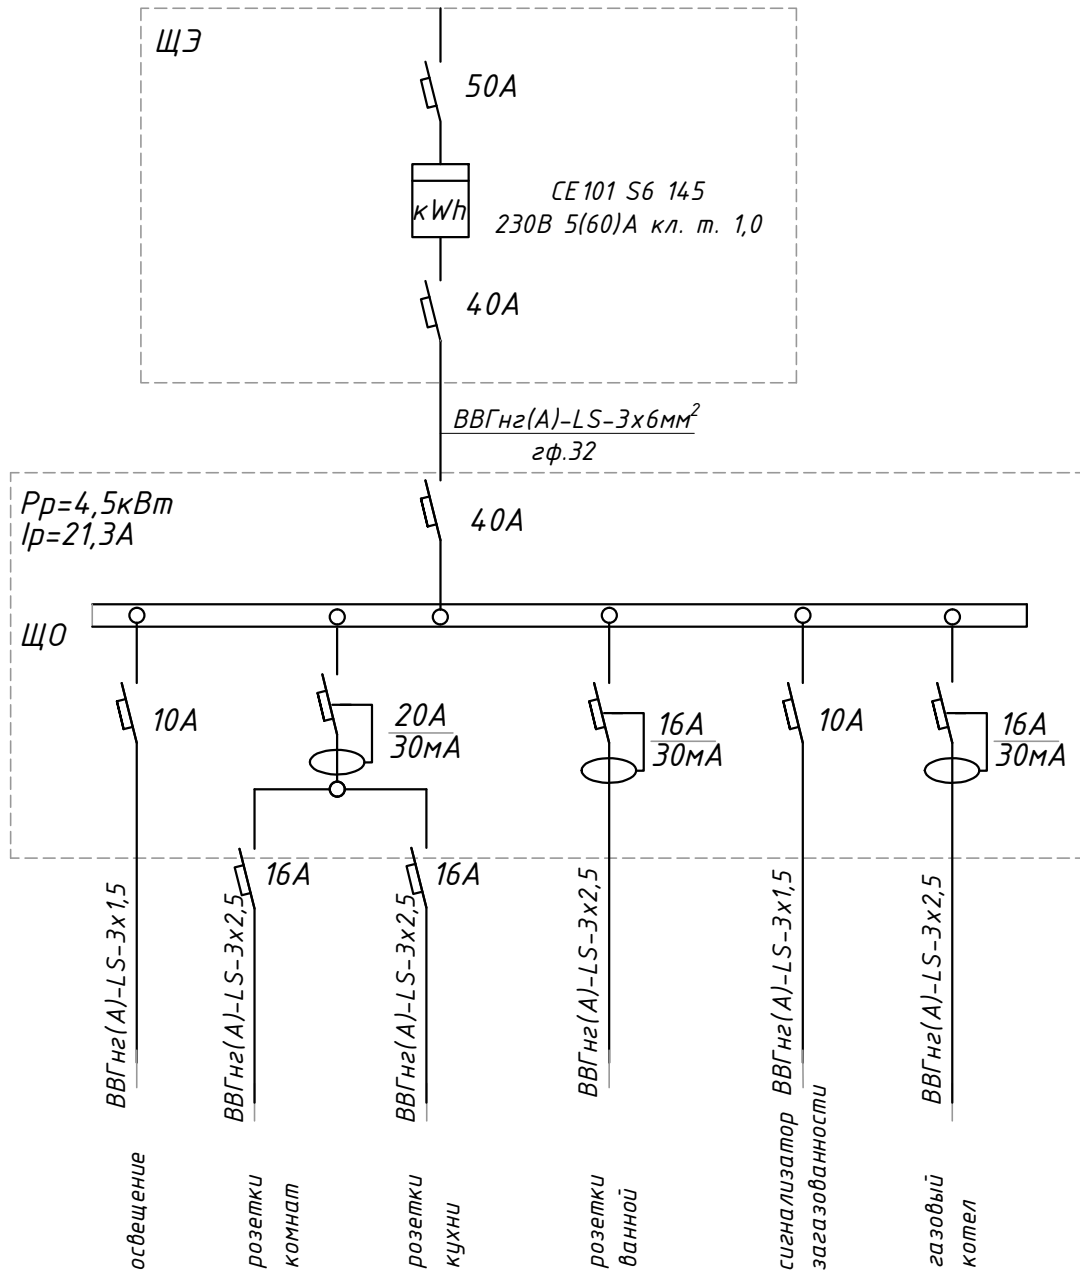 ЩЭ
50А
кWh
СЕ101 S6 145
230В 5(60)А кл. т. 1,0
40А
ВВГнг(А)-LS-3х6мм²
гф.32
Рр=4,5кВт
Iр=21,3А
40А
ЩО
10А
20А
30мА
16А
30мА
10А
16А
30мА
16А
16А
ВВГнг(А)-LS-3х1,5
ВВГнг(А)-LS-3х2,5
ВВГнг(А)-LS-3х2,5
ВВГнг(А)-LS-3х2,5
ВВГнг(А)-LS-3х1,5
ВВГнг(А)-LS-3х2,5
освещение
розетки
комнат
розетки
кухни
розетки
ванной
сигнализатор
загазованности
газовый
котел